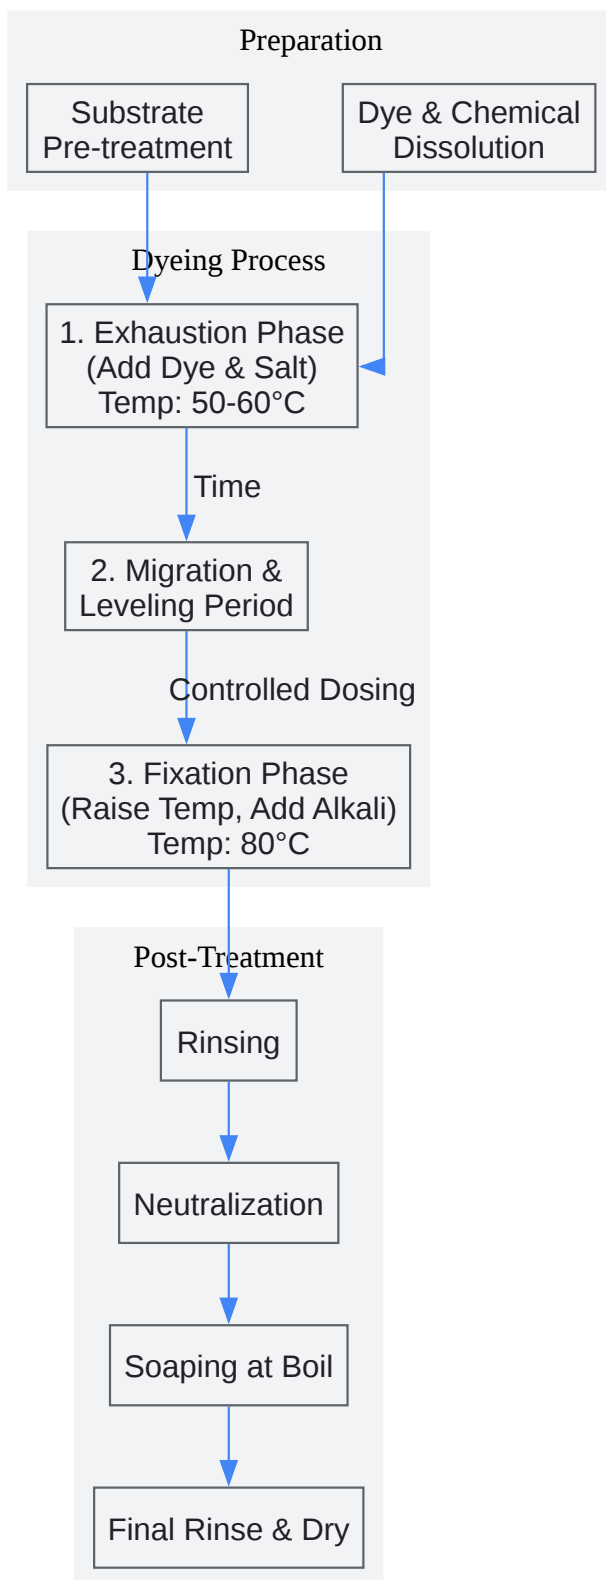 Preparation
Substrate
Pre-treatment
Dye & Chemical
Dissolution
Dyeing Process
1. Exhaustion Phase
(Add Dye & Salt)
Temp: 50-60°C
Time
2. Migration &
Leveling Period
Controlled Dosing
3. Fixation Phase
(Raise Temp, Add Alkali)
Temp: 80°C
Post-Treatment
Rinsing
Neutralization
Soaping at Boil
Final Rinse & Dry